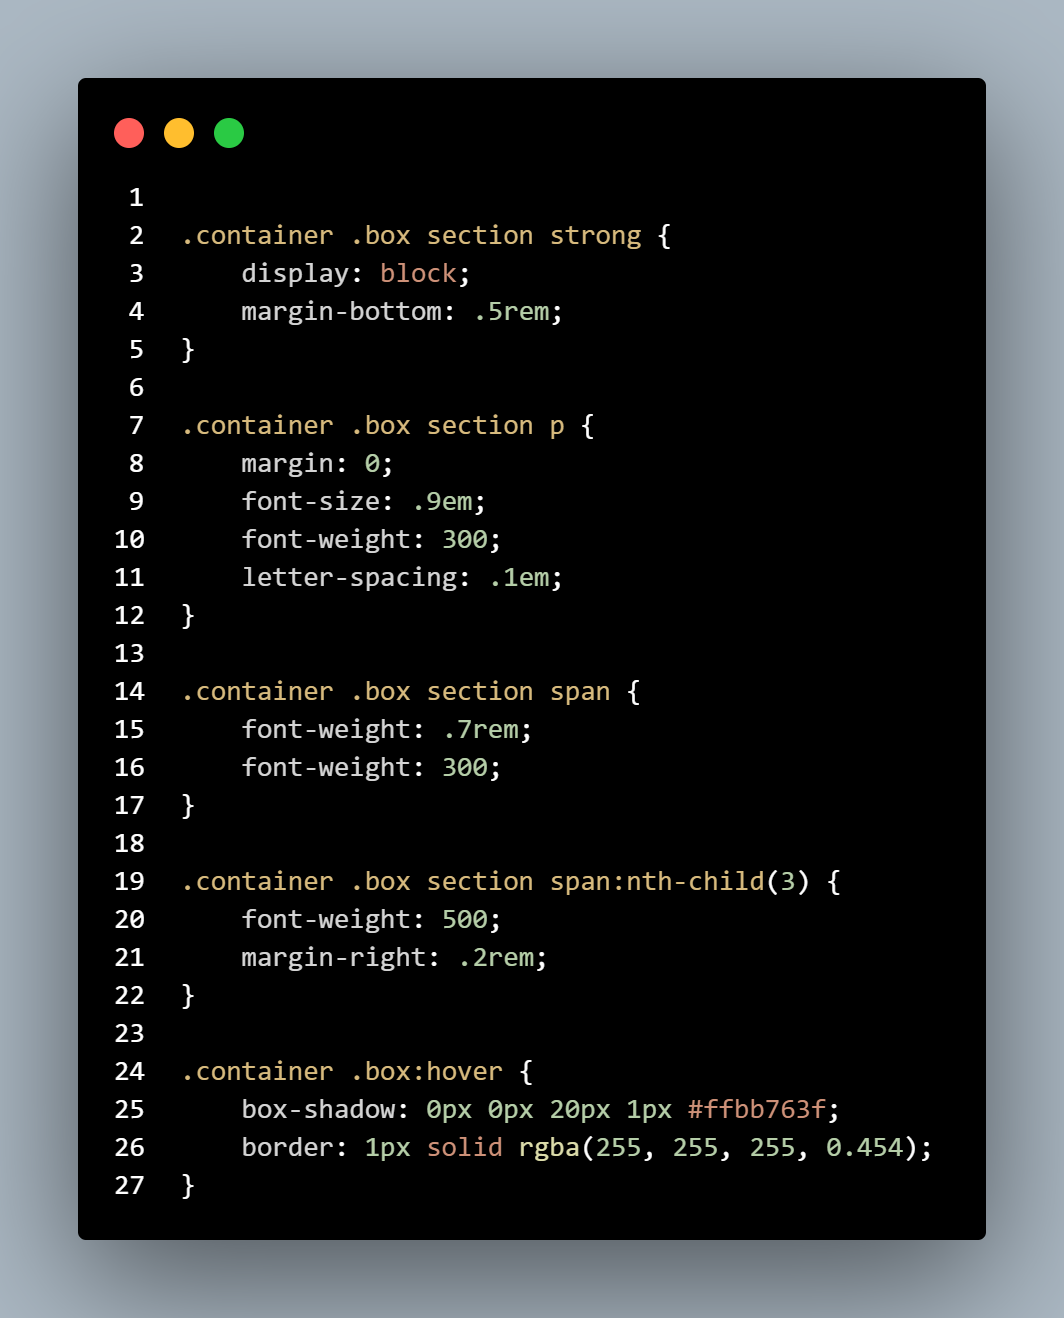 1
2 .container .box section strong {
3     display: block;
4     margin-bottom: .5rem;
5 }
6
7 .container .box section p {
8     margin: 0;
9     font-size: .9em;
10     font-weight: 300;
11     letter-spacing: .1em;
12 }
13
14 .container .box section span {
15     font-weight: .7rem;
16     font-weight: 300;
17 }
18
19 .container .box section span:nth-child(3) {
20     font-weight: 500;
21     margin-right: .2rem;
22 }
23
24 .container .box:hover {
25     box-shadow: 0px 0px 20px 1px #ffbb763f;
26     border: 1px solid rgba(255, 255, 255, 0.454);
27 }